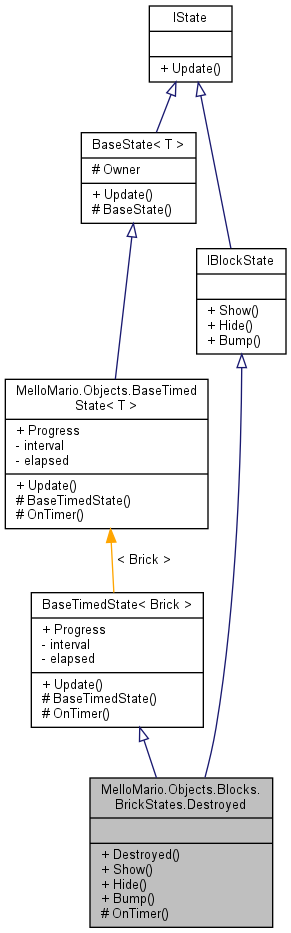 IState
+ Update()
BaseState< T >
# Owner
+ Update()
# BaseState()
IBlockState
+ Show()
+ Hide()
+ Bump()
MelloMario.Objects.BaseTimed
State< T >
+ Progress
- interval
- elapsed
+ Update()
# BaseTimedState()
# OnTimer()
< Brick >
BaseTimedState< Brick >
+ Progress
- interval
- elapsed
+ Update()
# BaseTimedState()
# OnTimer()
MelloMario.Objects.Blocks.
BrickStates.Destroyed
+ Destroyed()
+ Show()
+ Hide()
+ Bump()
# OnTimer()